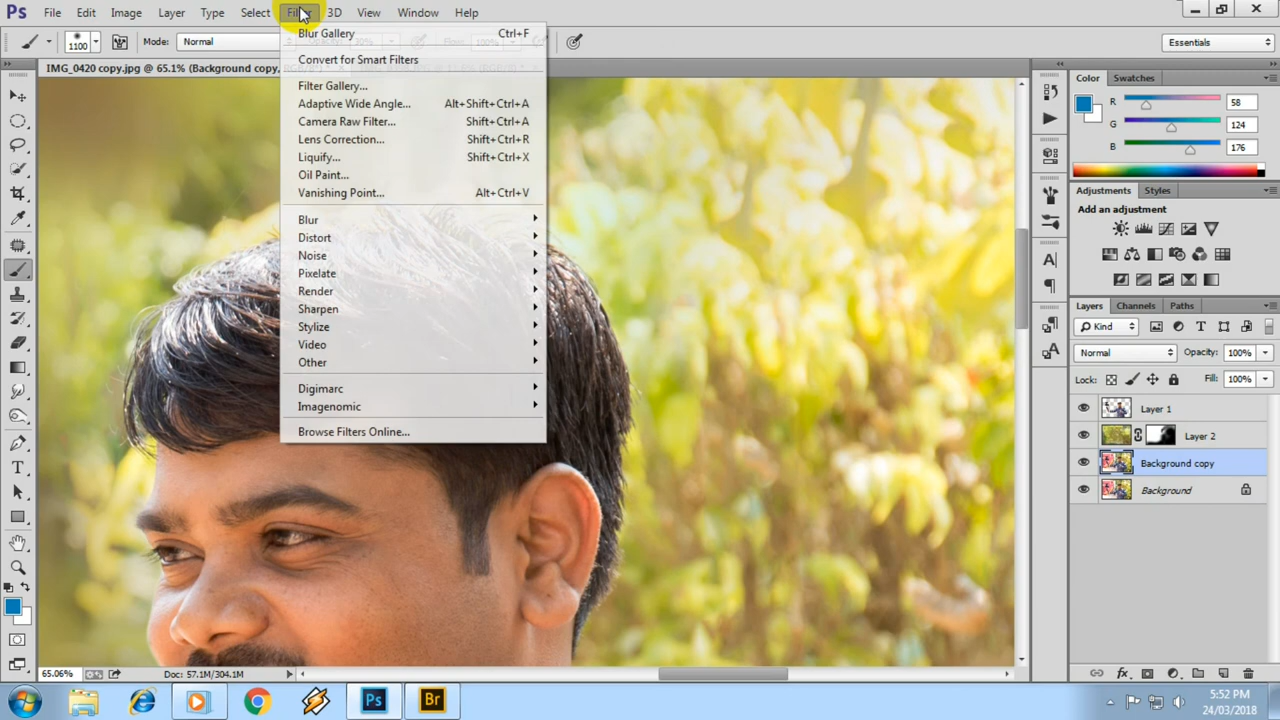 Ps File Edit Image Layer Type Select Filter 3D View Window Help
1100 Mode: Normal Essentials
IMG_0420 copy.jpg @ 65.1% (Background copy,
Blur Gallery Ctrl+F
Convert for Smart Filters
Filter Gallery...
Adaptive Wide Angle... Alt+Shift+Ctrl+A
Camera Raw Filter... Shift+Ctrl+A
Lens Correction... Shift+Ctrl+R
Liquify... Shift+Ctrl+X
Oil Paint...
Vanishing Point... Alt+Ctrl+V
Blur
Distort
Noise
Pixelate
Render
Sharpen
Stylize
Video
Other
Digimarc
Imagenomic
Browse Filters Online...
Color Swatches
R 58
G 124
B 176
Adjustments Styles
Add an adjustment
Layers Channels Paths
Kind
Normal Opacity: 100%
Lock: Fill: 100%
Layer 1
Layer 2
Background copy
Background
65.06% Doc: 57.1M/304.1M
Ps Br
5:52 PM
24/03/2018